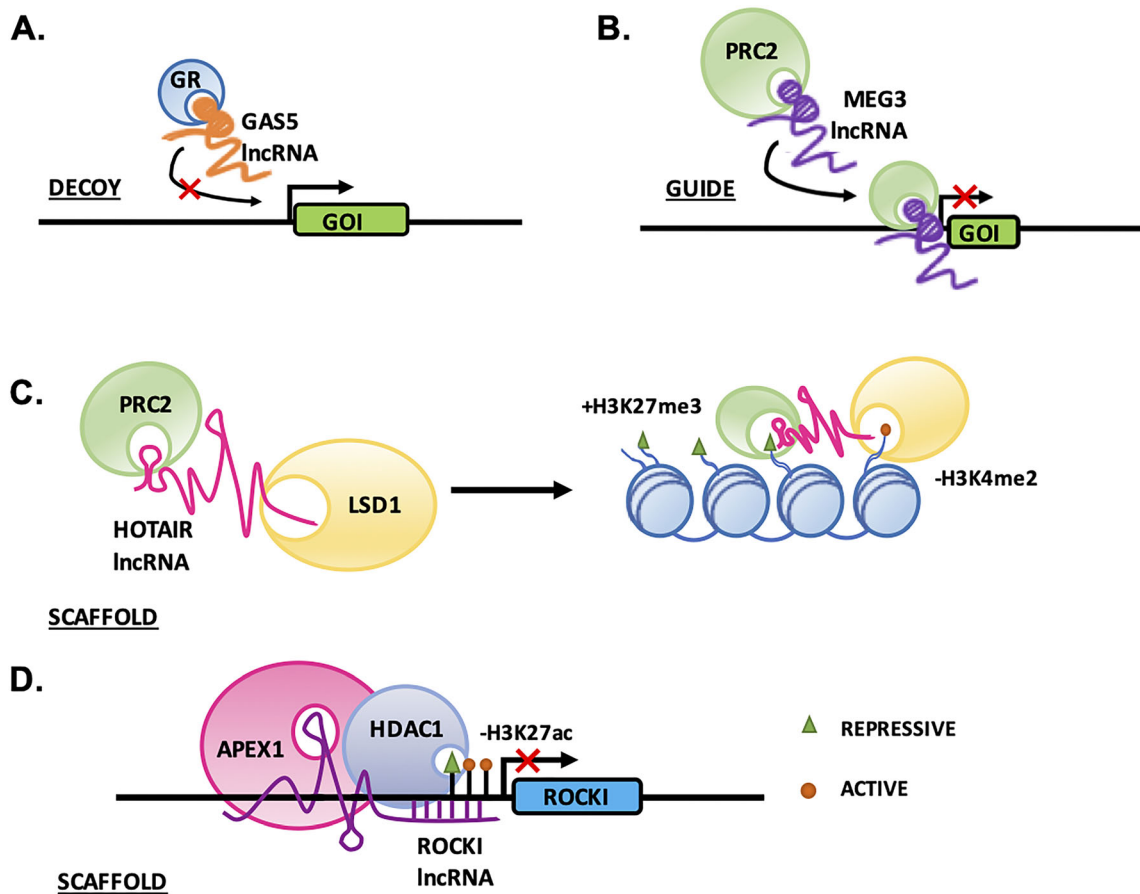 A.
GR
GAS5
lncRNA
DECOY
GOI
B.
PRC2
MEG3
lncRNA
GUIDE
GOI
C.
PRC2
HOTAIR
lncRNA
LSD1
+H3K27me3
-H3K4me2
SCAFFOLD
D.
APEX1
HDAC1
-H3K27ac
ROCKI
ROCKI
lncRNA
SCAFFOLD
REPRESSIVE
ACTIVE